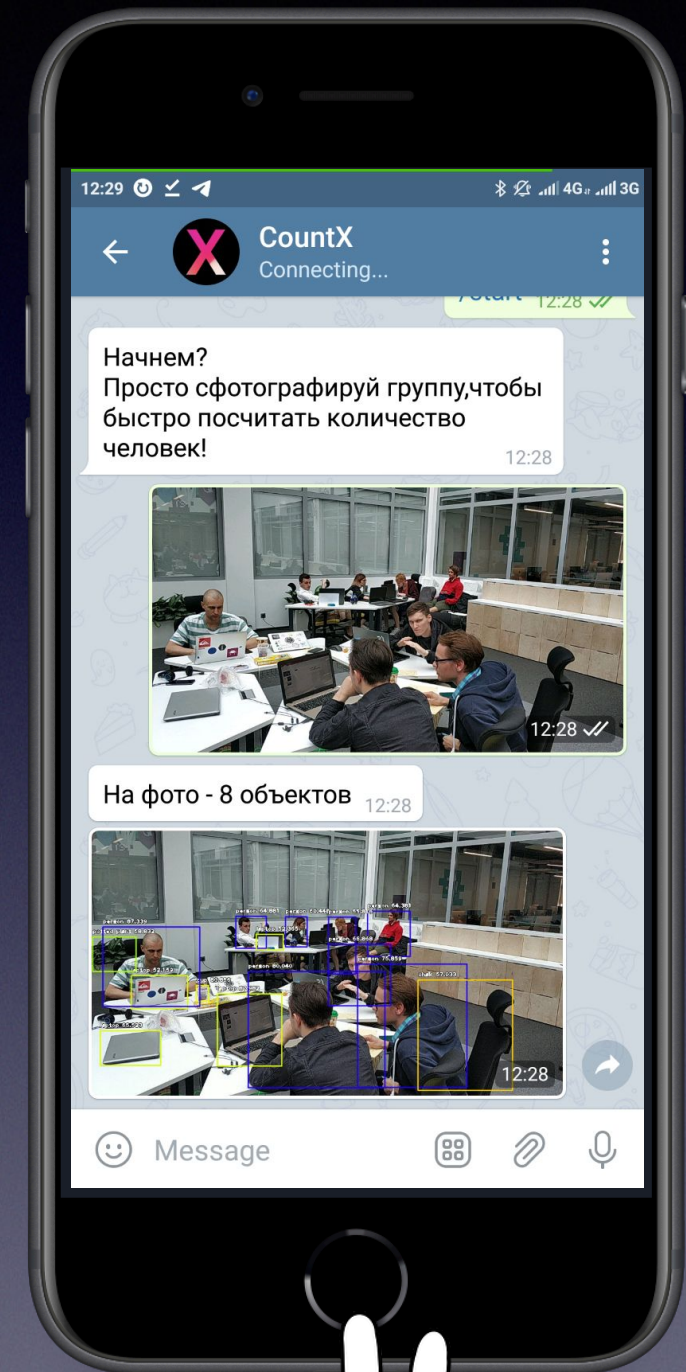 12:29 4G 3G
CountX
Connecting...
/start 12:28
Начнем?
Просто сфотографируй группу,чтобы
быстро посчитать количество
человек!
12:28
12:28
На фото - 8 объектов 12:28
12:28
Message